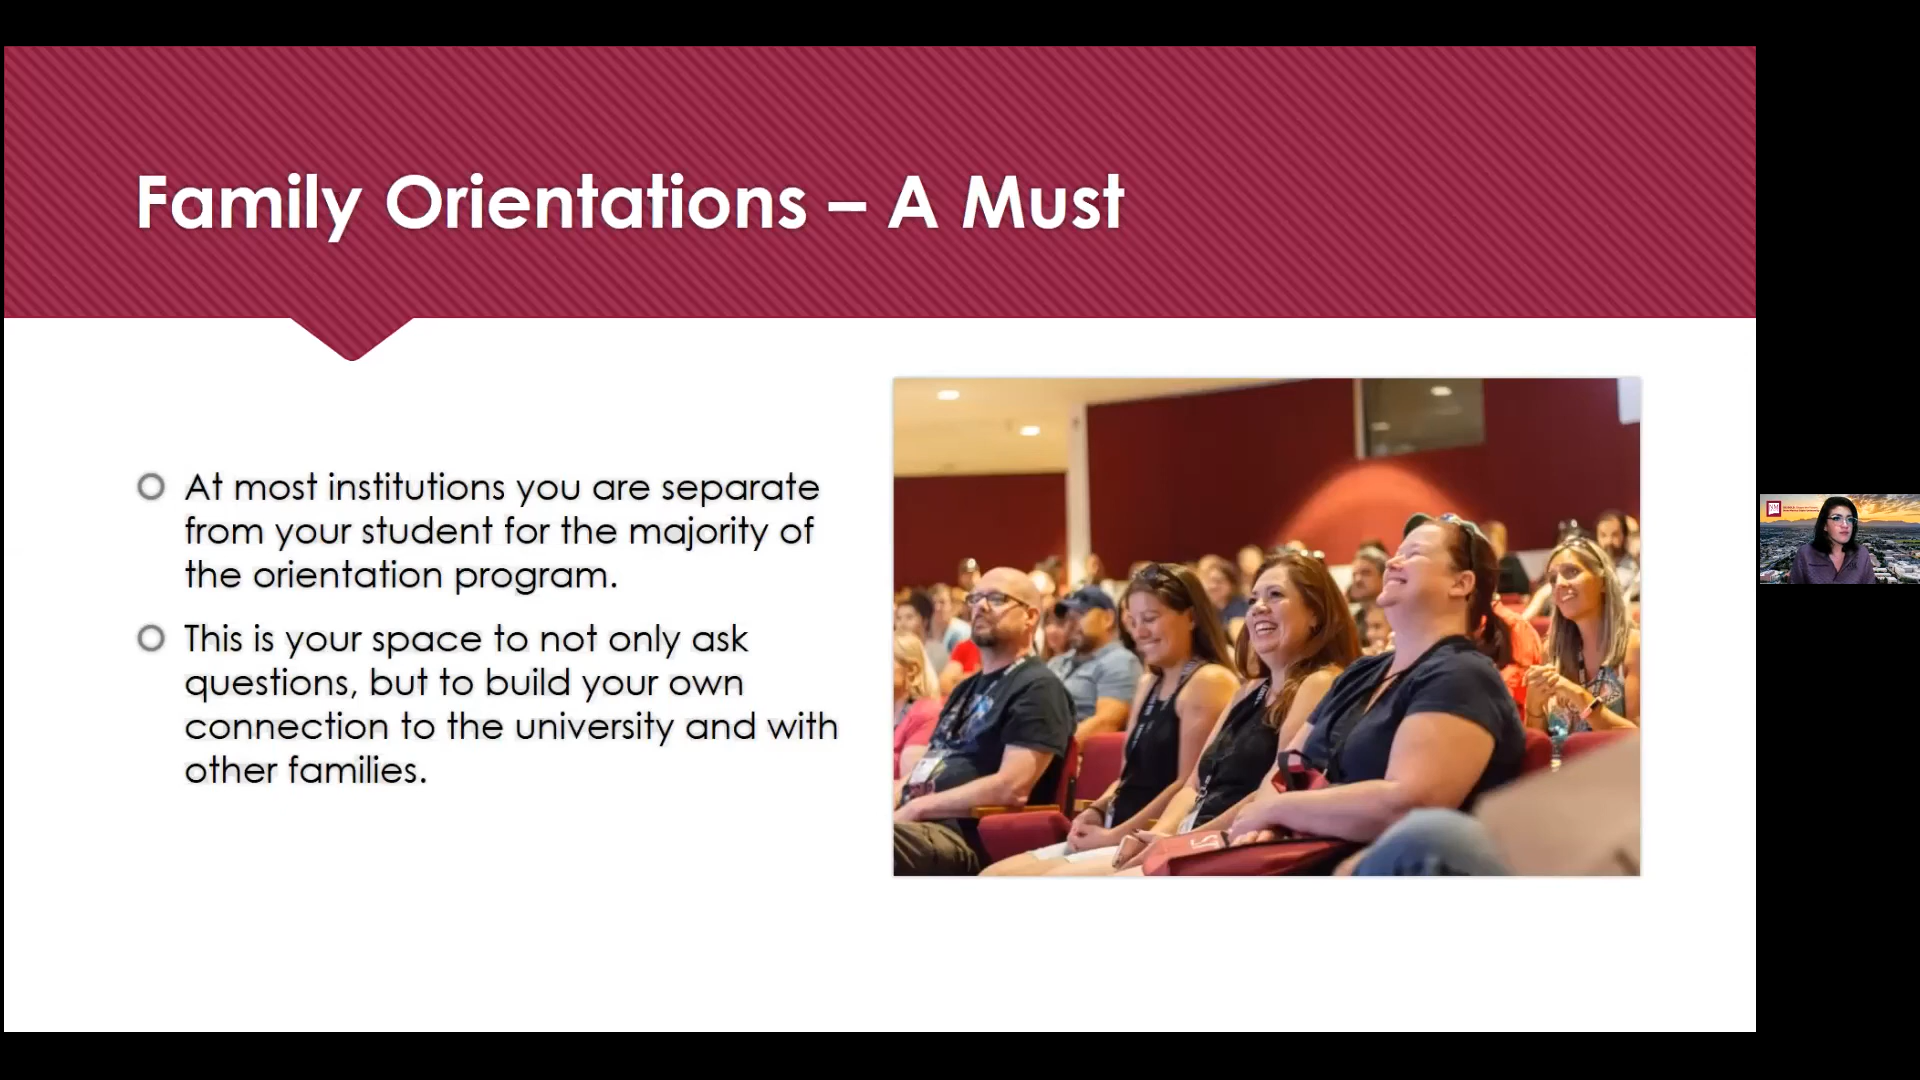 Family Orientations – A Must
At most institutions you are separate
from your student for the majority of
the orientation program.
This is your space to not only ask
questions, but to build your own
connection to the university and with
other families.